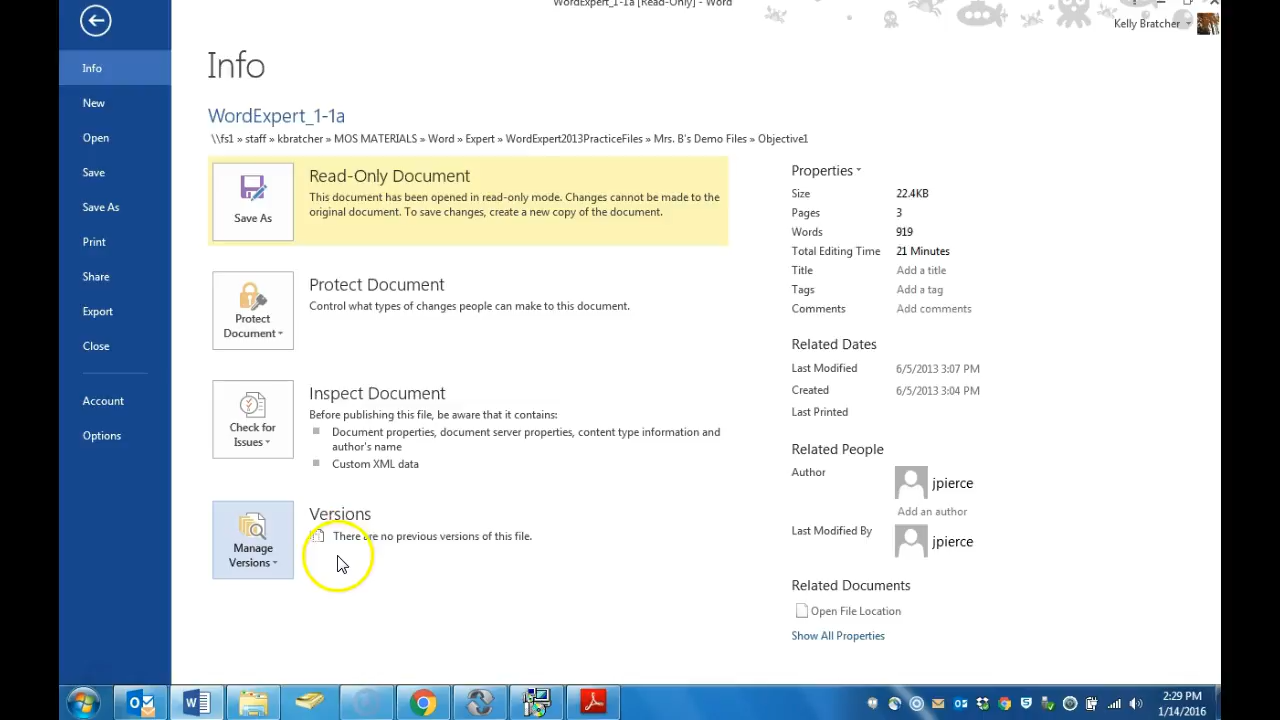 WordExpert_1-1a [Read-Only] - Word
Kelly Bratcher
Info
New
Open
Save
Save As
Print
Share
Export
Close
Account
Options
Info
WordExpert_1-1a
\\fs1 » staff » kbratcher » MOS MATERIALS » Word » Expert » WordExpert2013PracticeFiles » Mrs. B's Demo Files » Objective1
Save As
Read-Only Document
This document has been opened in read-only mode. Changes cannot be made to the
original document. To save changes, create a new copy of the document.
Protect
Document
Protect Document
Control what types of changes people can make to this document.
Check for
Issues
Inspect Document
Before publishing this file, be aware that it contains:
Document properties, document server properties, content type information and
author's name
Custom XML data
Manage
Versions
Versions
There are no previous versions of this file.
Properties
Size 22.4KB
Pages 3
Words 919
Total Editing Time 21 Minutes
Title Add a title
Tags Add a tag
Comments Add comments
Related Dates
Last Modified 6/5/2013 3:07 PM
Created 6/5/2013 3:04 PM
Last Printed
Related People
Author jpierce
Add an author
Last Modified By jpierce
Related Documents
Open File Location
Show All Properties
2:29 PM
1/14/2016